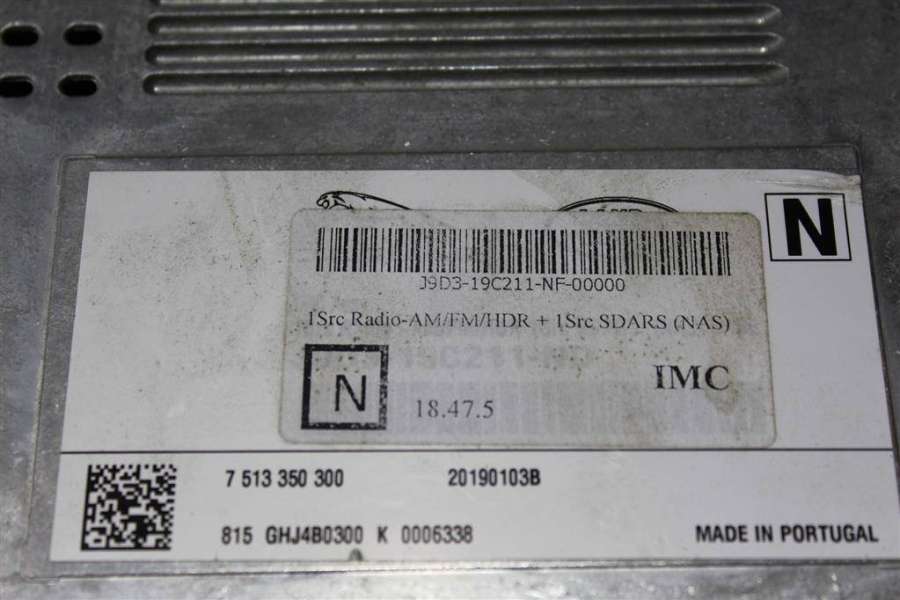 N
J9D3-19C211-NF-00000
1Src Radio-AM/FM/HDR + 1Src SDARS (NAS)
N
IMC
18.47.5
7 513 350 300
20190103B
815 GHJ4B0300 K 0006338
MADE IN PORTUGAL